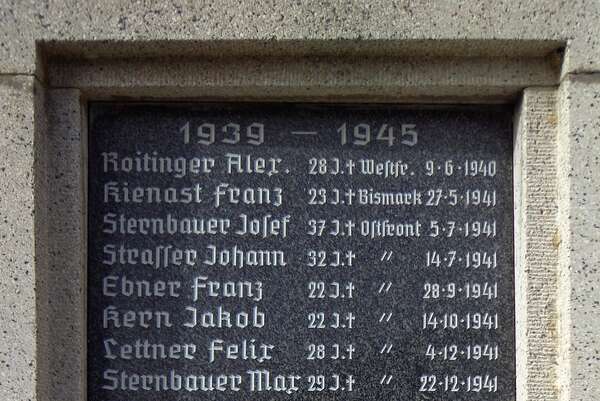 1939 — 1945
Roitinger Alex. 28 J.† Westfr. 9·6·1940
Kienast Franz 23 J.† Bismark 27·5·1941
Sternbauer Josef 37 J.† Ostfront 5·7·1941
Strasser Johann 32 J.† " 14·7·1941
Ebner Franz 22 J.† " 28·9·1941
Kern Jakob 22 J.† " 14·10·1941
Lettner Felix 28 J.† " 4·12·1941
Sternbauer Max 29 J.† " 22·12·1941